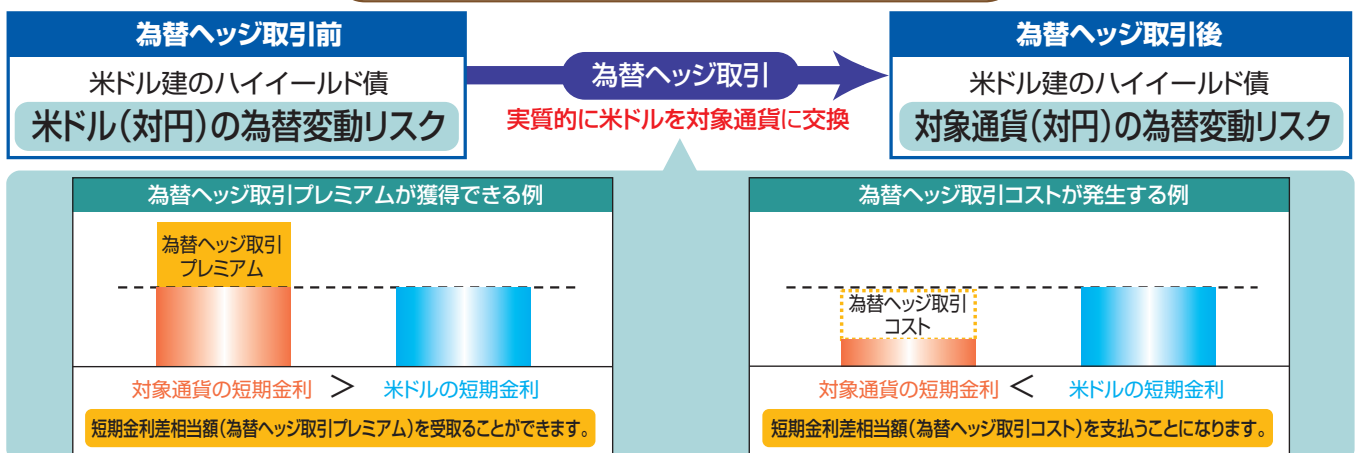 為替ヘッジ取引前
米ドル建のハイイールド債
米ドル(対円)の為替変動リスク
為替ヘッジ取引
実質的に米ドルを対象通貨に交換
為替ヘッジ取引後
米ドル建のハイイールド債
対象通貨(対円)の為替変動リスク
為替ヘッジ取引プレミアムが獲得できる例
為替ヘッジ取引
プレミアム
対象通貨の短期金利 > 米ドルの短期金利
短期金利差相当額(為替ヘッジ取引プレミアム)を受取ることができます。
為替ヘッジ取引コストが発生する例
為替ヘッジ取引
コスト
対象通貨の短期金利 < 米ドルの短期金利
短期金利差相当額(為替ヘッジ取引コスト)を支払うことになります。